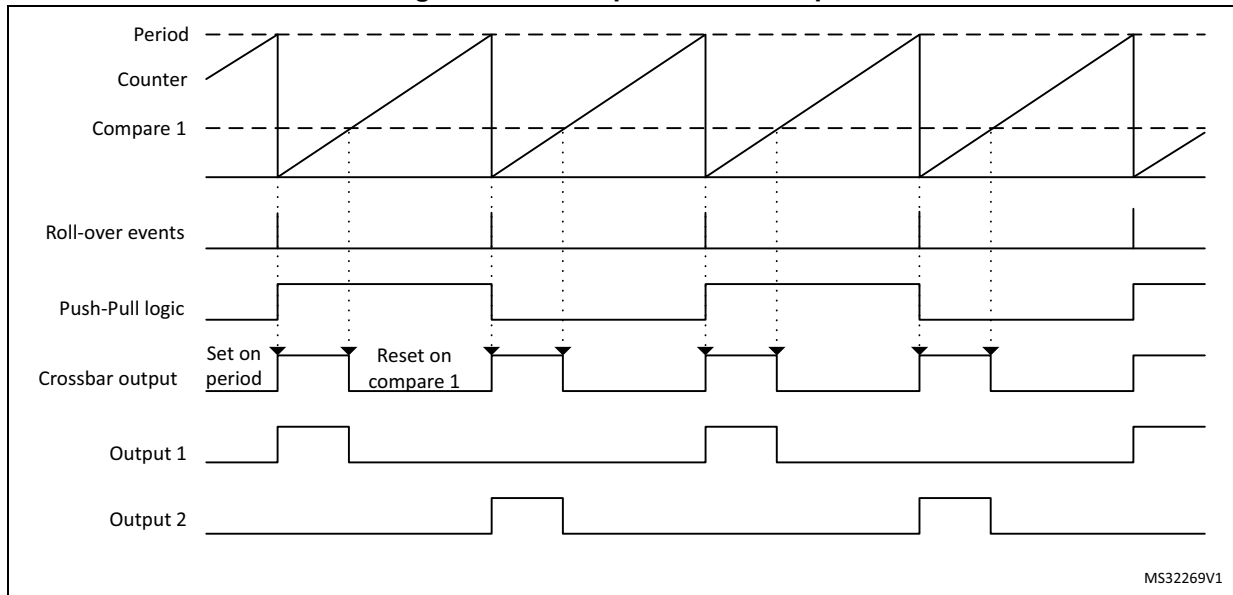 Period
Counter
Compare 1
Roll-over events
Push-Pull logic
Set on
period
Reset on
compare 1
Crossbar output
Output 1
Output 2
MS32269V1